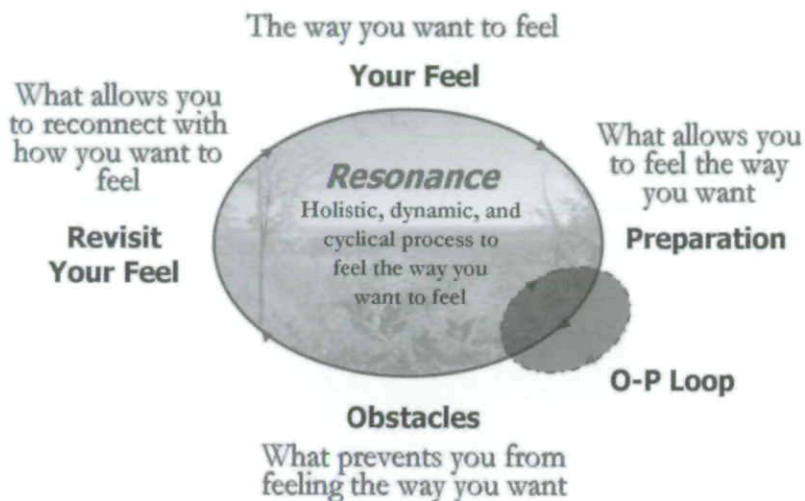 The way you want to feel
Your Feel
What allows you
to reconnect with
how you want to
feel
Revisit
Your Feel
Resonance
Holistic, dynamic, and
cyclical process to
feel the way you
want to feel
What allows you
to feel the way
you want
Preparation
O-P Loop
Obstacles
What prevents you from
feeling the way you want